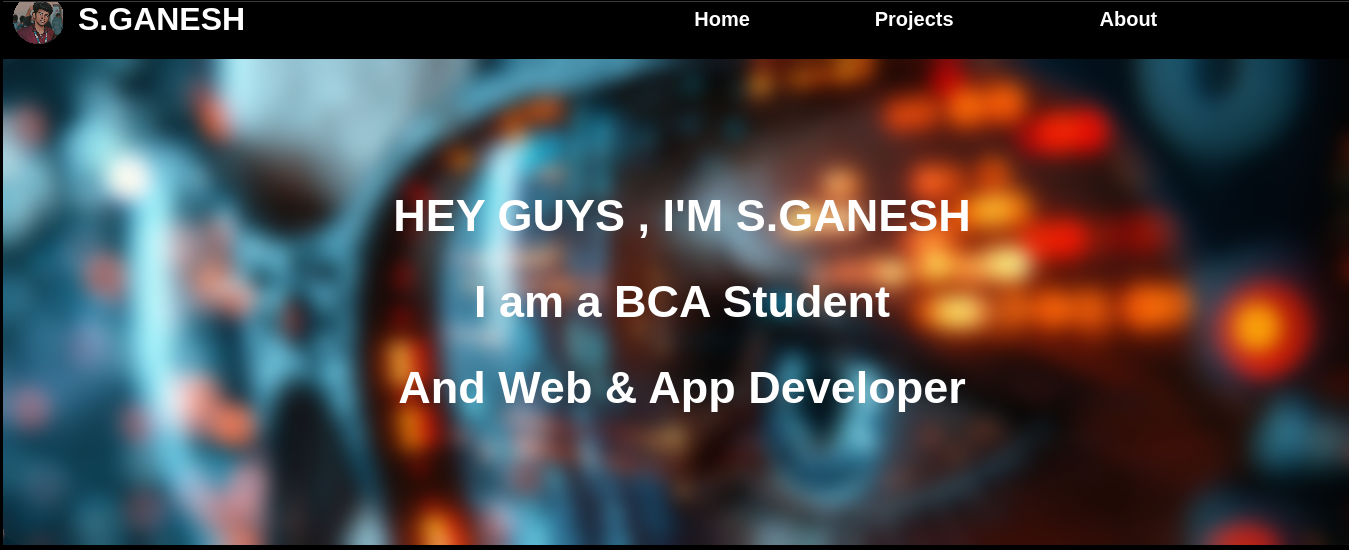 S.GANESH
Home
Projects
About
HEY GUYS , I'M S.GANESH
I am a BCA Student
And Web & App Developer